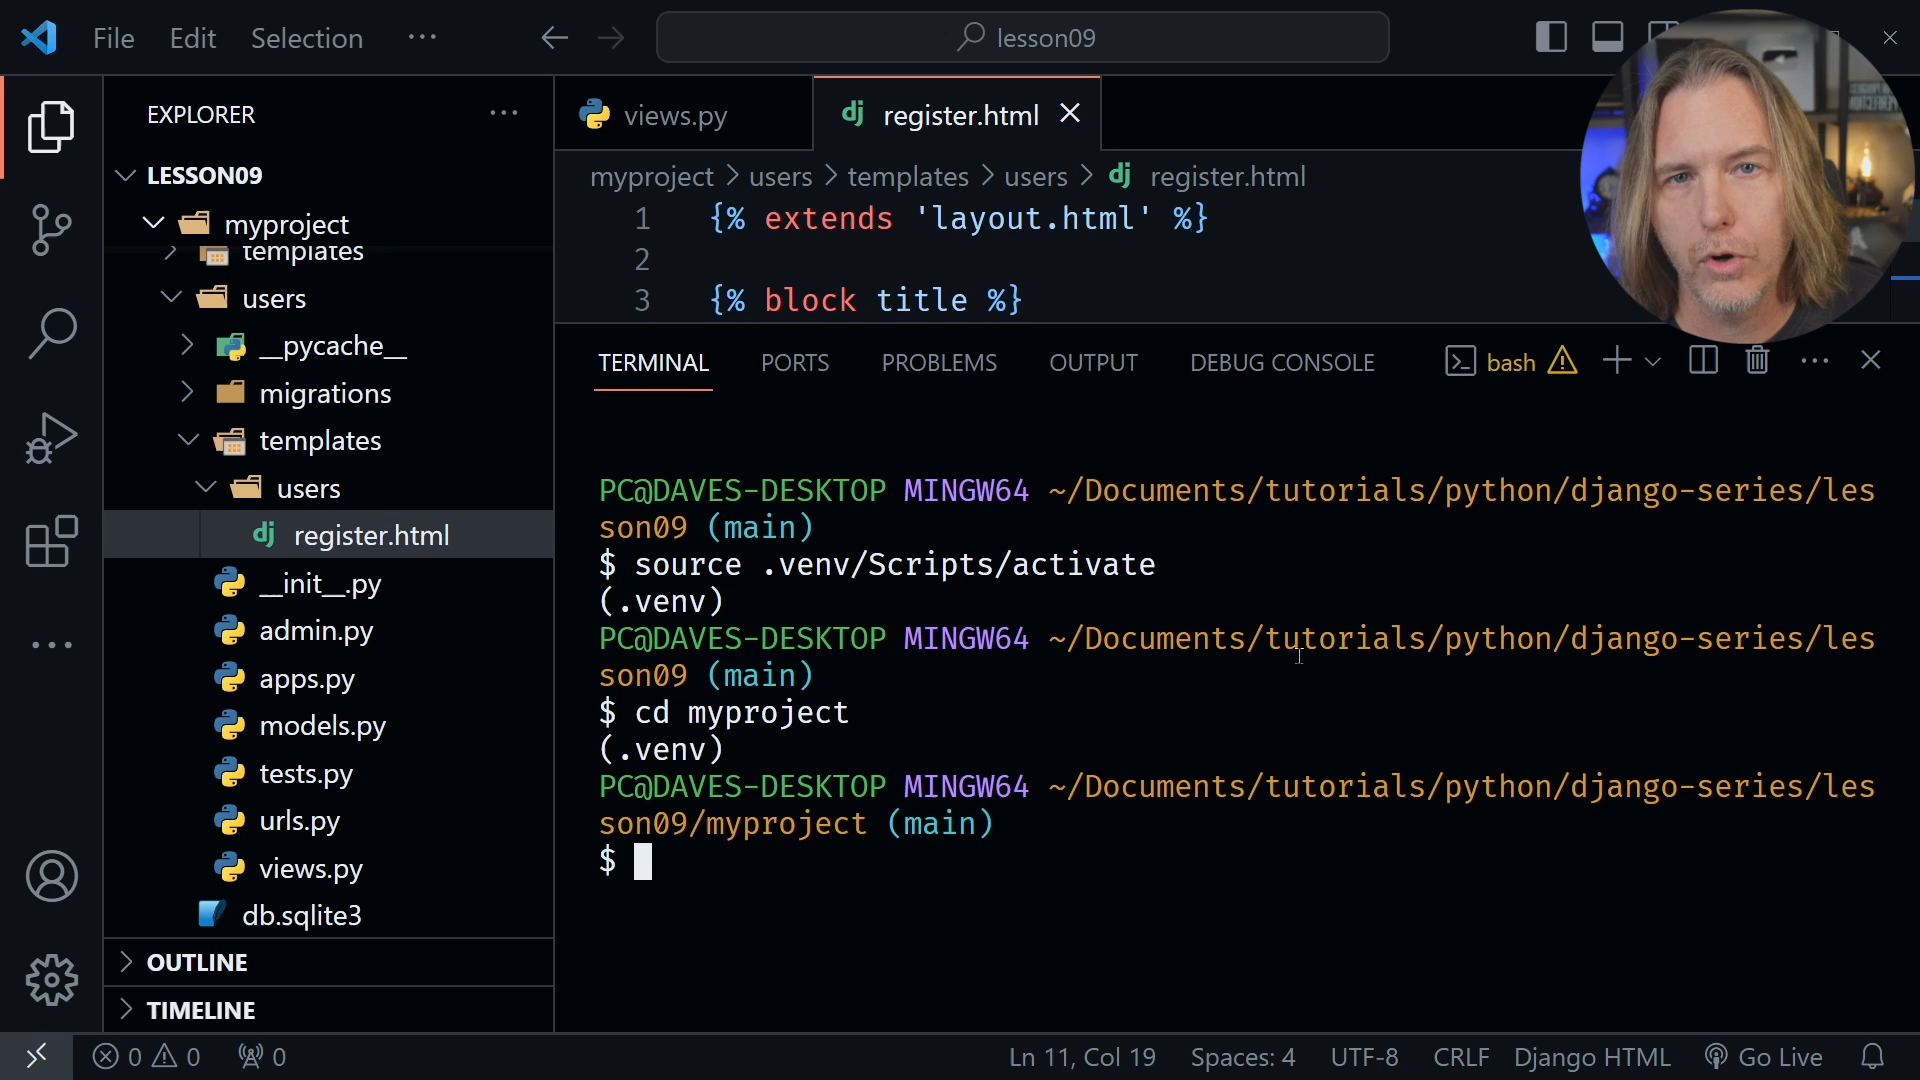 File Edit Selection ...
lesson09
EXPLORER ...
LESSON09
myproject
templates
users
__pycache__
migrations
templates
users
register.html
__init__.py
admin.py
apps.py
models.py
tests.py
urls.py
views.py
db.sqlite3
OUTLINE
TIMELINE
views.py
register.html
myproject > users > templates > users > register.html
1 {% extends 'layout.html' %}
2
3 {% block title %}
TERMINAL PORTS PROBLEMS OUTPUT DEBUG CONSOLE
bash
PC@DAVES-DESKTOP MINGW64 ~/Documents/tutorials/python/django-series/les
son09 (main)
$ source .venv/Scripts/activate
(.venv)
PC@DAVES-DESKTOP MINGW64 ~/Documents/tutorials/python/django-series/les
son09 (main)
$ cd myproject
(.venv)
PC@DAVES-DESKTOP MINGW64 ~/Documents/tutorials/python/django-series/les
son09/myproject (main)
$
0 0 0
Ln 11, Col 19 Spaces: 4 UTF-8 CRLF Django HTML Go Live